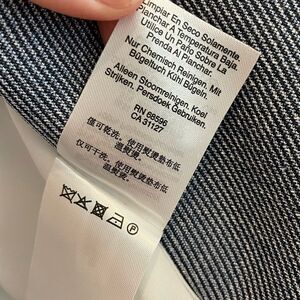 Limpiar En Seco Solamente.
Planchar A Temperatura Baja.
Utilice Un Paño Sobre La
Prenda Al Planchar.
Nur Chemisch Reinigen. Mit
Bügeltuch Kühl Bügeln.
Alleen Stoomreinigen. Koel
Strijken. Persdoek Gebruiken.
RN 68596
CA 31127
僅可乾洗。使用熨燙墊布低
溫熨燙。
仅可干洗。使用熨烫垫布低
温熨烫。
P